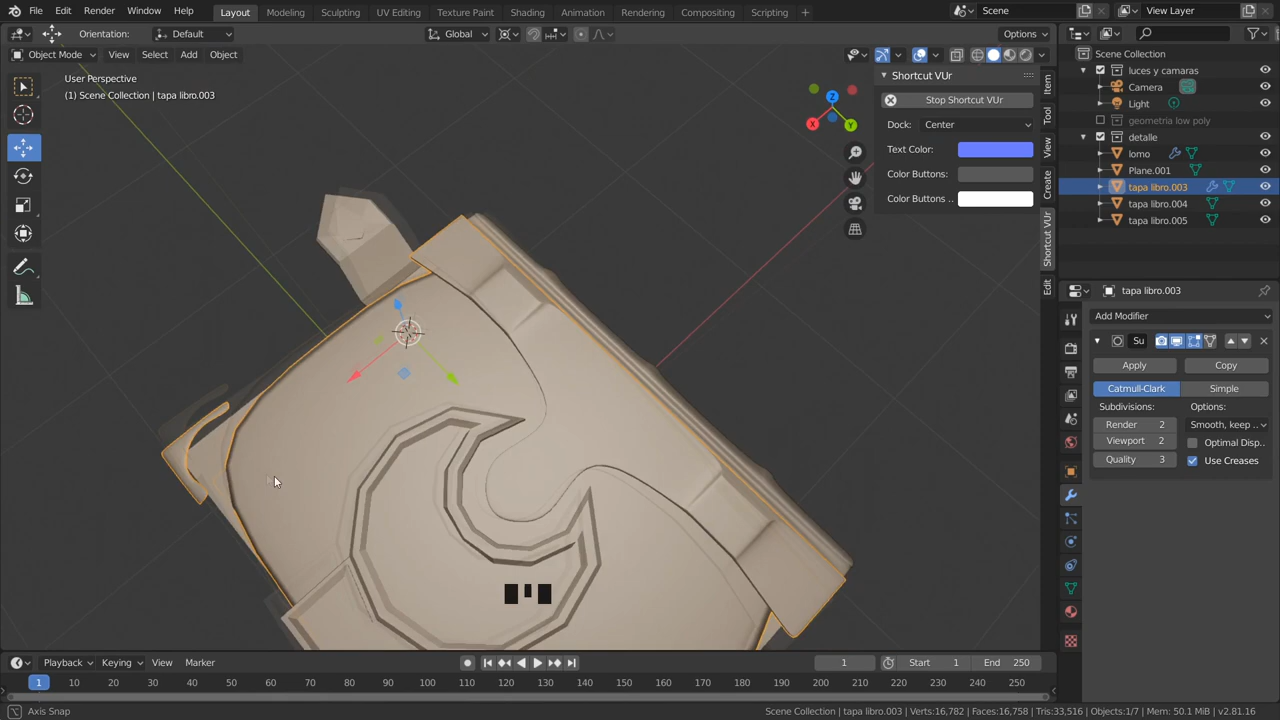 File Edit Render Window Help Layout Modeling Sculpting UV Editing Texture Paint Shading Animation Rendering Compositing Scripting + Scene View Layer
Orientation: Default Global Options
Object Mode View Select Add Object
User Perspective
(1) Scene Collection | tapa libro.003
Z
X Y
Shortcut VUr
Stop Shortcut VUr
Dock: Center
Text Color:
Color Buttons:
Color Buttons ..
Item
Tool
View
Create
Shortcut VUr
Edit
Scene Collection
luces y camaras
Camera
Light
geometria low poly
detalle
lomo
Plane.001
tapa libro.003
tapa libro.004
tapa libro.005
tapa libro.003
Add Modifier
Su
Apply Copy
Catmull-Clark Simple
Subdivisions: Options:
Render 2 Smooth, keep ..
Viewport 2 Optimal Disp..
Quality 3 Use Creases
Playback Keying View Marker 1 Start 1 End 250
1 10 20 30 40 50 60 70 80 90 100 110 120 130 140 150 160 170 180 190 200 210 220 230 240 250
Axis Snap Scene Collection | tapa libro.003 | Verts:16,782 | Faces:16,758 | Tris:33,516 | Objects:1/7 | Mem: 50.1 MiB | v2.81.16